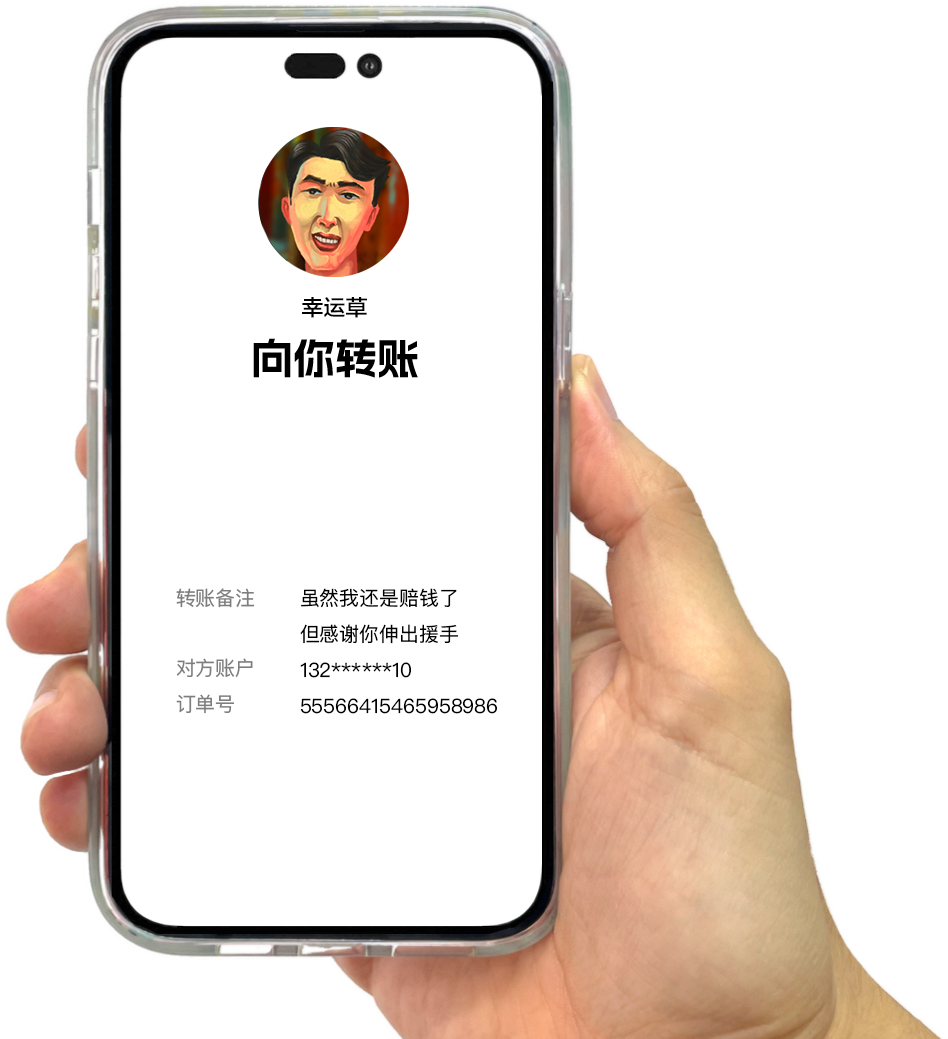 幸运草
向你转账
转账备注 虽然我还是赔钱了
但感谢你伸出援手
对方账户 132******10
订单号 55566415465958986